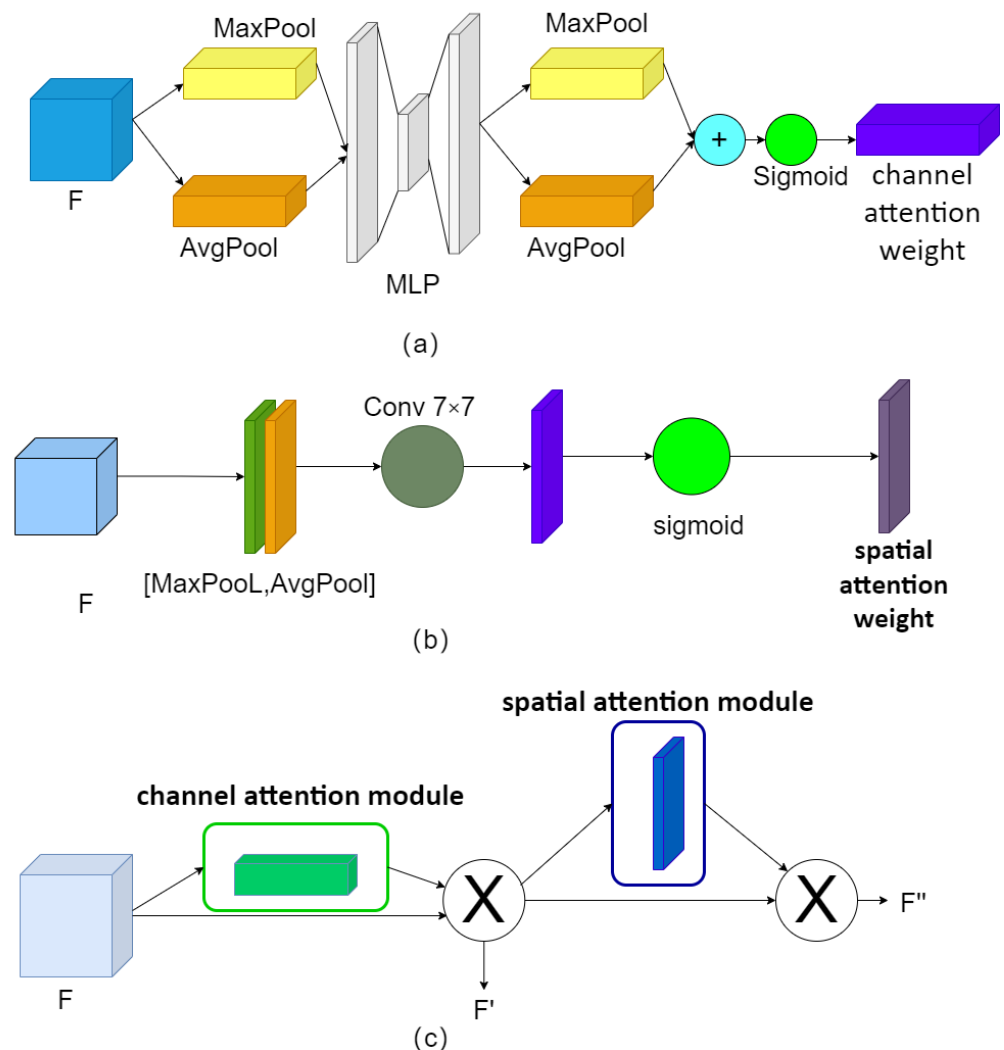 MaxPool
MaxPool
F
AvgPool
MLP
AvgPool
+
Sigmoid
channel
attention
weight
(a)
F
[MaxPooL,AvgPool]
Conv 7×7
sigmoid
spatial
attention
weight
(b)
spatial attention module
channel attention module
F
X
F'
X
F"
(c)